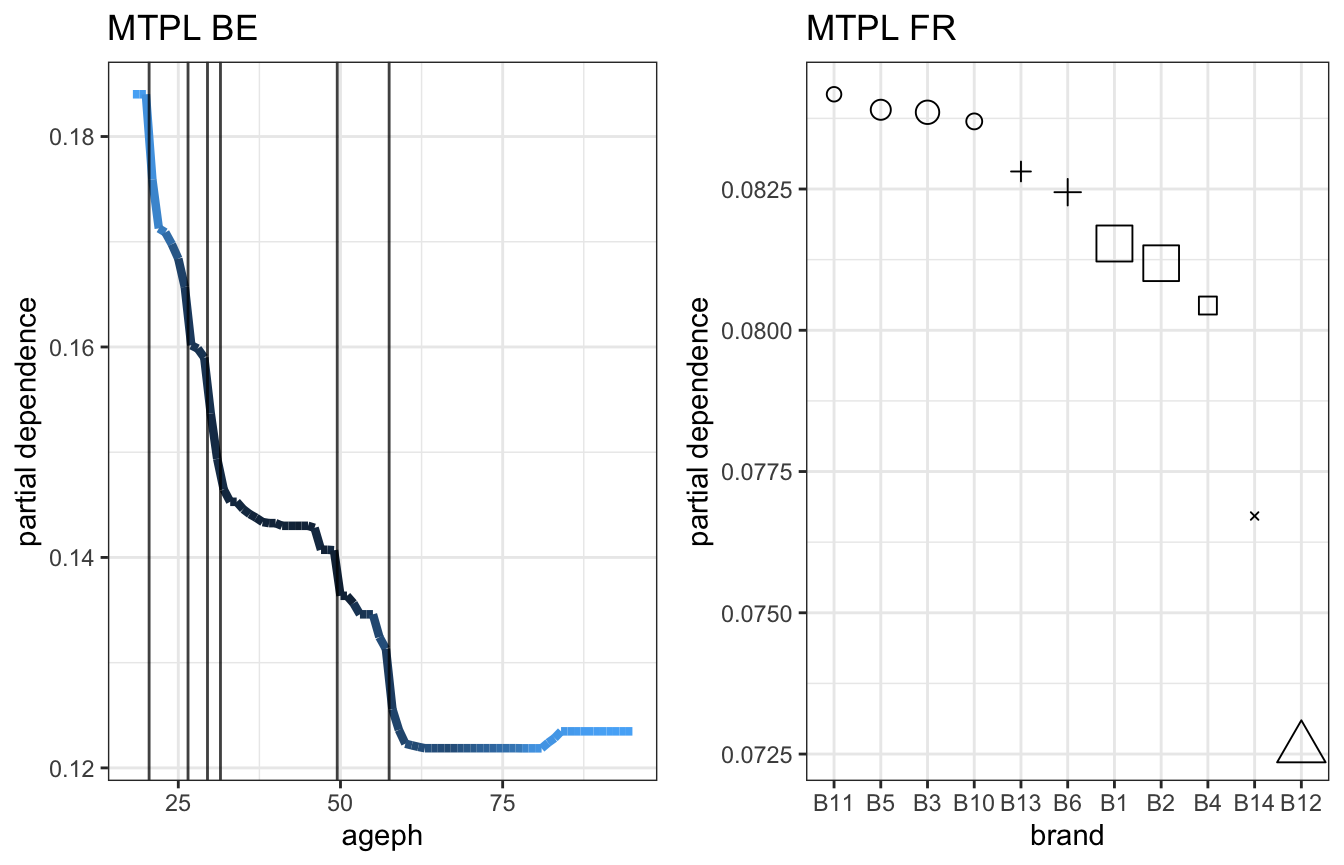 MTPL BE
partial dependence
0.18
0.16
0.14
0.12
25 50 75
ageph
MTPL FR
partial dependence
0.0825
0.0800
0.0775
0.0750
0.0725
B11 B5 B3 B10 B13 B6 B1 B2 B4 B14 B12
brand